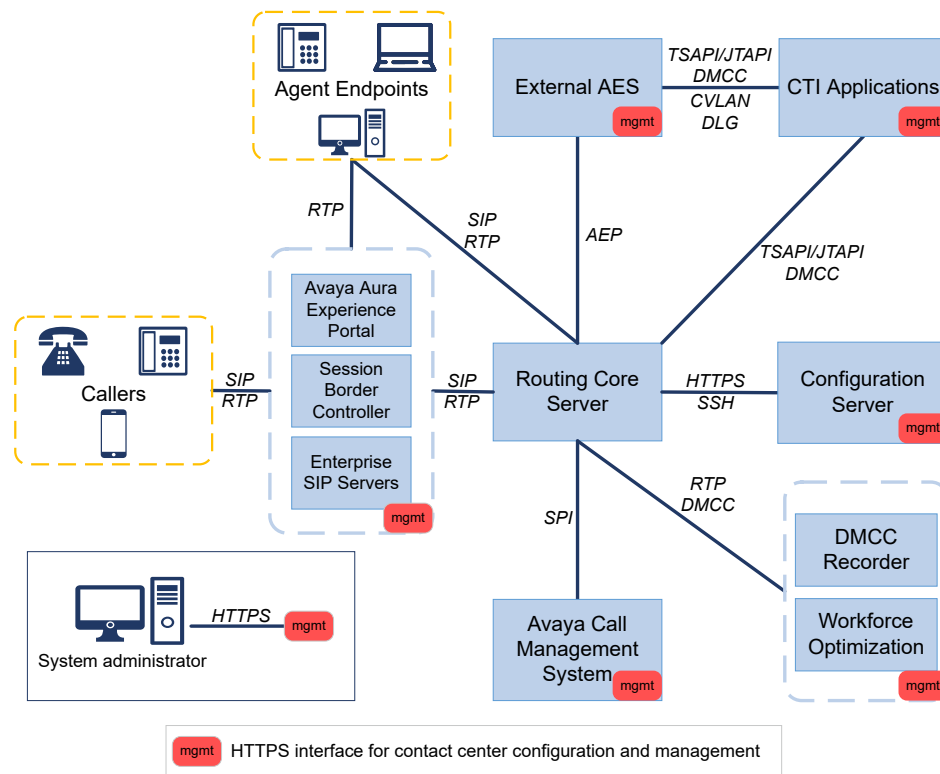 Agent Endpoints
External AES
mgmt
TSAPI/JTAPI
DMCC
CVLAN
DLG
CTI Applications
mgmt
RTP
SIP
RTP
AEP
TSAPI/JTAPI
DMCC
Callers
SIP
RTP
Avaya Aura
Experience
Portal
Session
Border
Controller
Enterprise
SIP Servers
mgmt
SIP
RTP
Routing Core
Server
HTTPS
SSH
Configuration
Server
mgmt
SPI
RTP
DMCC
DMCC
Recorder
Workforce
Optimization
mgmt
Avaya Call
Management
System
mgmt
HTTPS
mgmt
System administrator
mgmt HTTPS interface for contact center configuration and management